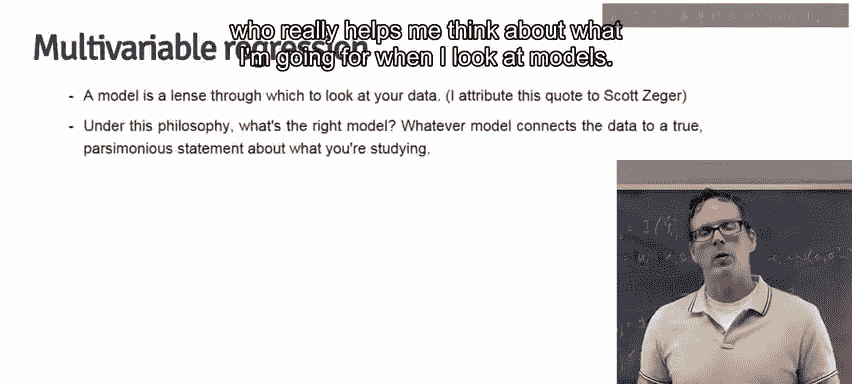 who really helps me think about what
I'm going for when I look at models.
Multivariable regression
- A model is a lense through which to look at your data. (I attribute this quote to Scott Zeger)
- Under this philosophy, what's the right model? Whatever model connects the data to a true,
parsimonious statement about what you're studying.